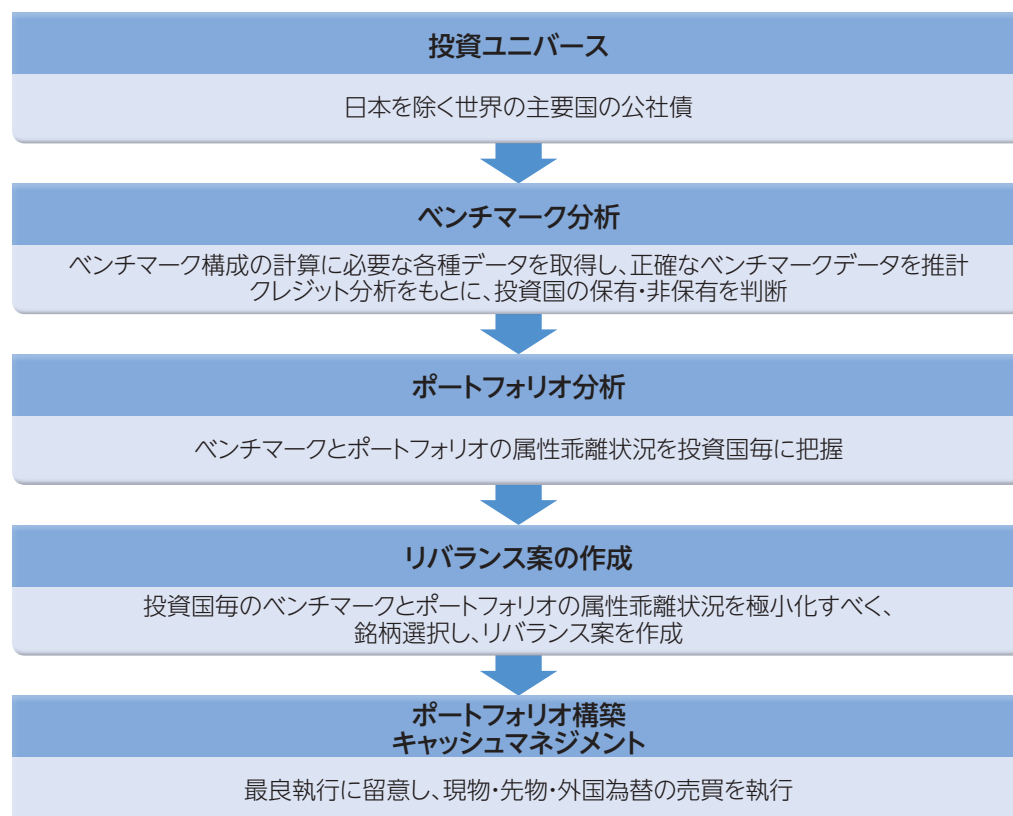 投資ユニバース
日本を除く世界の主要国の公社債
ベンチマーク分析
ベンチマーク構成の計算に必要な各種データを取得し、正確なベンチマークデータを推計
クレジット分析をもとに、投資国の保有・非保有を判断
ポートフォリオ分析
ベンチマークとポートフォリオの属性乖離状況を投資国毎に把握
リバランス案の作成
投資国毎のベンチマークとポートフォリオの属性乖離状況を極小化すべく、
銘柄選択し、リバランス案を作成
ポートフォリオ構築
キャッシュマネジメント
最良執行に留意し、現物・先物・外国為替の売買を執行